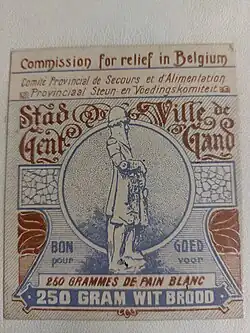 Commission for relief in Belgium
Comité Provincial de Secours et d'Alimentation
Provinciaal Steun en Voedingskomiteit
Stad Ville de
Gent Gand
BON GOED
pour voor
250 GRAMMES DE PAIN BLANC
250 GRAM WIT BROOD